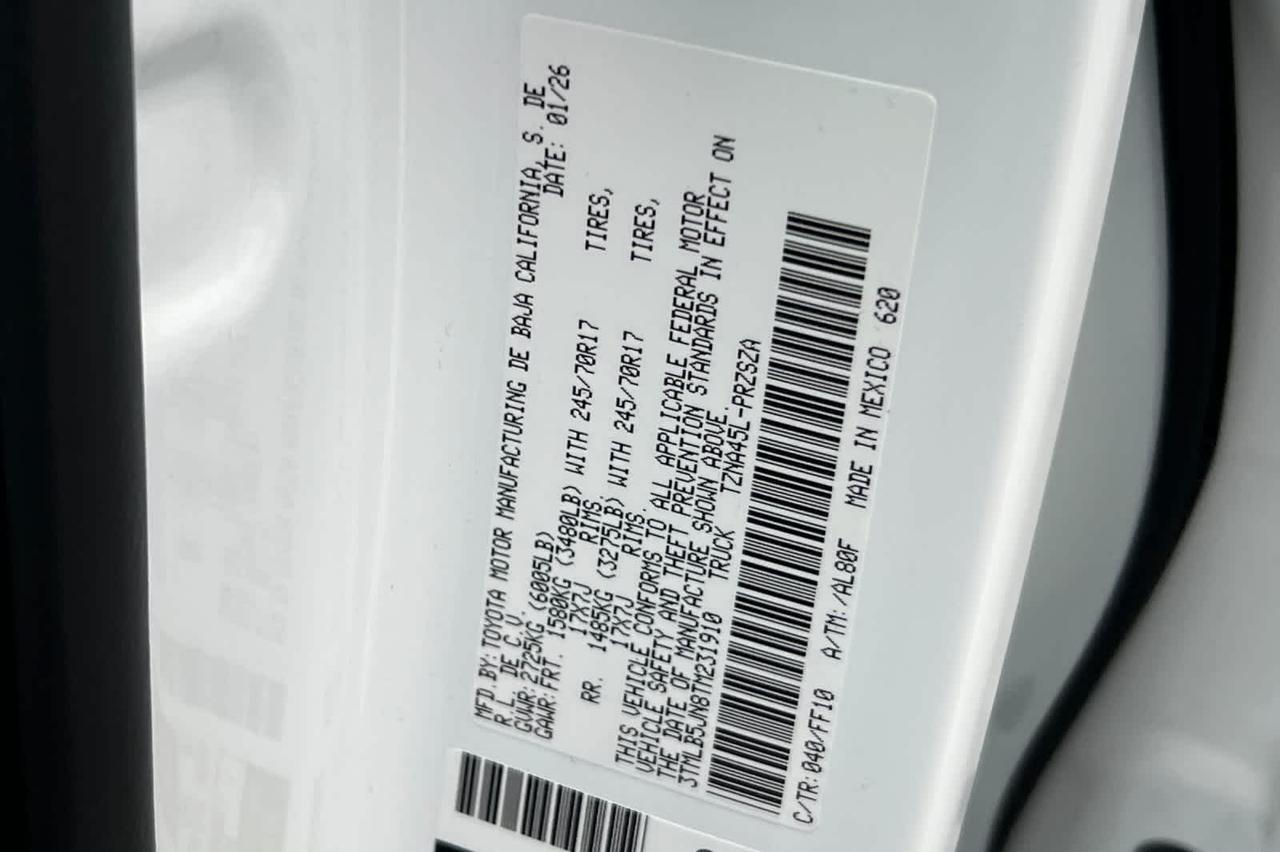 MFD. BY: TOYOTA MOTOR MANUFACTURING DE BAJA CALIFORNIA, S. DE
R.L. DE C.V. DATE: 01/26
GVWR: 2725KG (6005LB)
GAWR: FRT. 1580KG (3480LB) WITH 245/70R17 TIRES,
17X7J RIMS.
RR. 1485KG (3275LB) WITH 245/70R17 TIRES,
17X7J RIMS.
THIS VEHICLE CONFORMS TO ALL APPLICABLE FEDERAL MOTOR
VEHICLE SAFETY AND THEFT PREVENTION STANDARDS IN EFFECT ON
THE DATE OF MANUFACTURE SHOWN ABOVE.
3TMLB5JN8TM231910 TRUCK TZNA45L-PRZSZA
C/TR: 040/FF10 A/TM: /AL80F MADE IN MEXICO 620